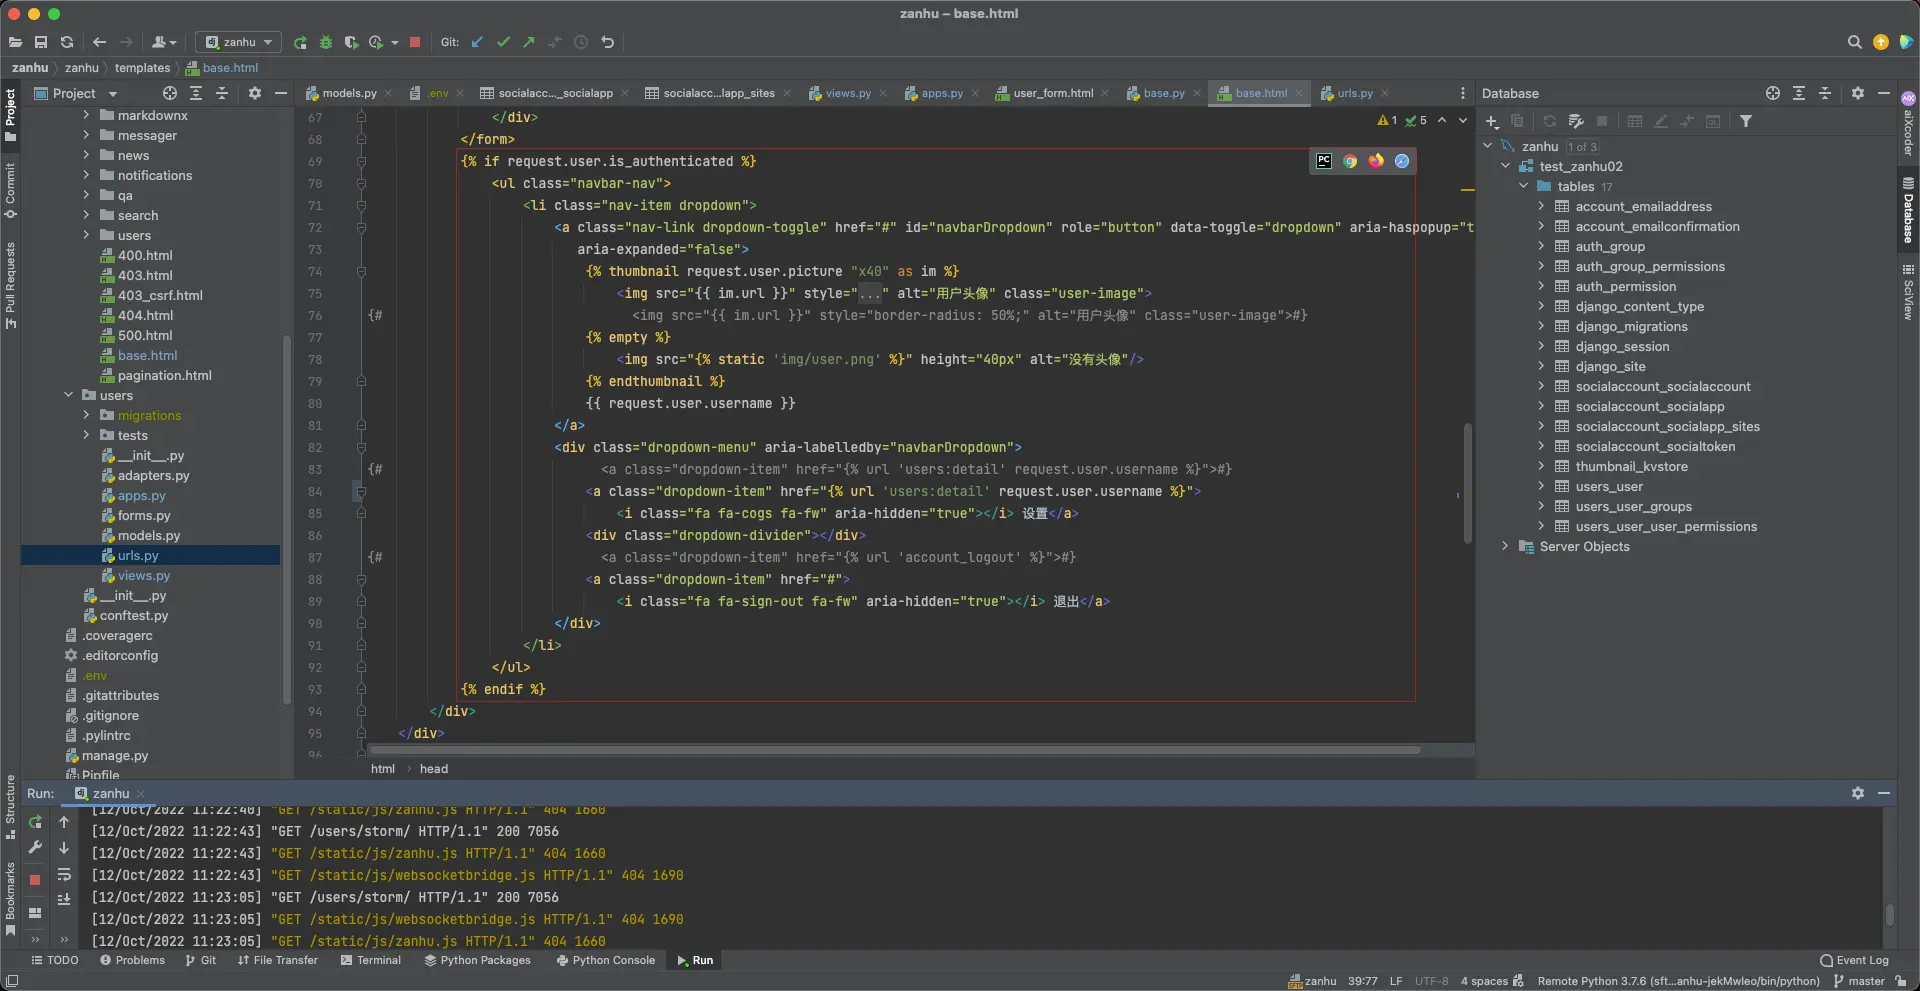 zanhu – base.html
zanhu
Git:
zanhu
zanhu
templates
base.html
Project
models.py
.env
socialacc..._socialapp
socialacc...lapp_sites
views.py
apps.py
user_form.html
base.py
base.html
urls.py
Database
Project
Commit
Pull Requests
Structure
Bookmarks
markdownx
messager
news
notifications
qa
search
users
400.html
403.html
403_csrf.html
404.html
500.html
base.html
pagination.html
users
migrations
tests
__init__.py
adapters.py
apps.py
forms.py
models.py
urls.py
views.py
__init__.py
conftest.py
.coveragerc
.editorconfig
.env
.gitattributes
.gitignore
.pylintrc
manage.py
Pipfile
1 5
67 </div>
68 </form>
69 {% if request.user.is_authenticated %}
70 <ul class="navbar-nav">
71 <li class="nav-item dropdown">
72 <a class="nav-link dropdown-toggle" href="#" id="navbarDropdown" role="button" data-toggle="dropdown" aria-haspopup="t
73 aria-expanded="false">
74 {% thumbnail request.user.picture "x40" as im %}
75 <img src="{{ im.url }}" style="..." alt="用户头像" class="user-image">
76 {# <img src="{{ im.url }}" style="border-radius: 50%;" alt="用户头像" class="user-image">#}
77 {% empty %}
78 <img src="{% static 'img/user.png' %}" height="40px" alt="没有头像"/>
79 {% endthumbnail %}
80 {{ request.user.username }}
81 </a>
82 <div class="dropdown-menu" aria-labelledby="navbarDropdown">
83 {# <a class="dropdown-item" href="{% url 'users:detail' request.user.username %}">#}
84 <a class="dropdown-item" href="{% url 'users:detail' request.user.username %}">
85 <i class="fa fa-cogs fa-fw" aria-hidden="true"></i> 设置</a>
86 <div class="dropdown-divider"></div>
87 {# <a class="dropdown-item" href="{% url 'account_logout' %}">#}
88 <a class="dropdown-item" href="#">
89 <i class="fa fa-sign-out fa-fw" aria-hidden="true"></i> 退出</a>
90 </div>
91 </li>
92 </ul>
93 {% endif %}
94 </div>
95 </div>
96
html
head
PC
zanhu 1 of 3
test_zanhu02
tables 17
account_emailaddress
account_emailconfirmation
auth_group
auth_group_permissions
auth_permission
django_content_type
django_migrations
django_session
django_site
socialaccount_socialaccount
socialaccount_socialapp
socialaccount_socialapp_sites
socialaccount_socialtoken
thumbnail_kvstore
users_user
users_user_groups
users_user_user_permissions
Server Objects
aiXcoder
Database
SciView
Run: zanhu
[12/Oct/2022 11:22:40] "GET /static/js/zanhu.js HTTP/1.1" 404 1660
[12/Oct/2022 11:22:43] "GET /users/storm/ HTTP/1.1" 200 7056
[12/Oct/2022 11:22:43] "GET /static/js/zanhu.js HTTP/1.1" 404 1660
[12/Oct/2022 11:22:43] "GET /static/js/websocketbridge.js HTTP/1.1" 404 1690
[12/Oct/2022 11:23:05] "GET /users/storm/ HTTP/1.1" 200 7056
[12/Oct/2022 11:23:05] "GET /static/js/websocketbridge.js HTTP/1.1" 404 1690
[12/Oct/2022 11:23:05] "GET /static/js/zanhu.js HTTP/1.1" 404 1660
TODO
Problems
Git
File Transfer
Terminal
Python Packages
Python Console
Run
Event Log
zanhu
39:77
LF
UTF-8
4 spaces
Remote Python 3.7.6 (sft...anhu-jekMwleo/bin/python)
master